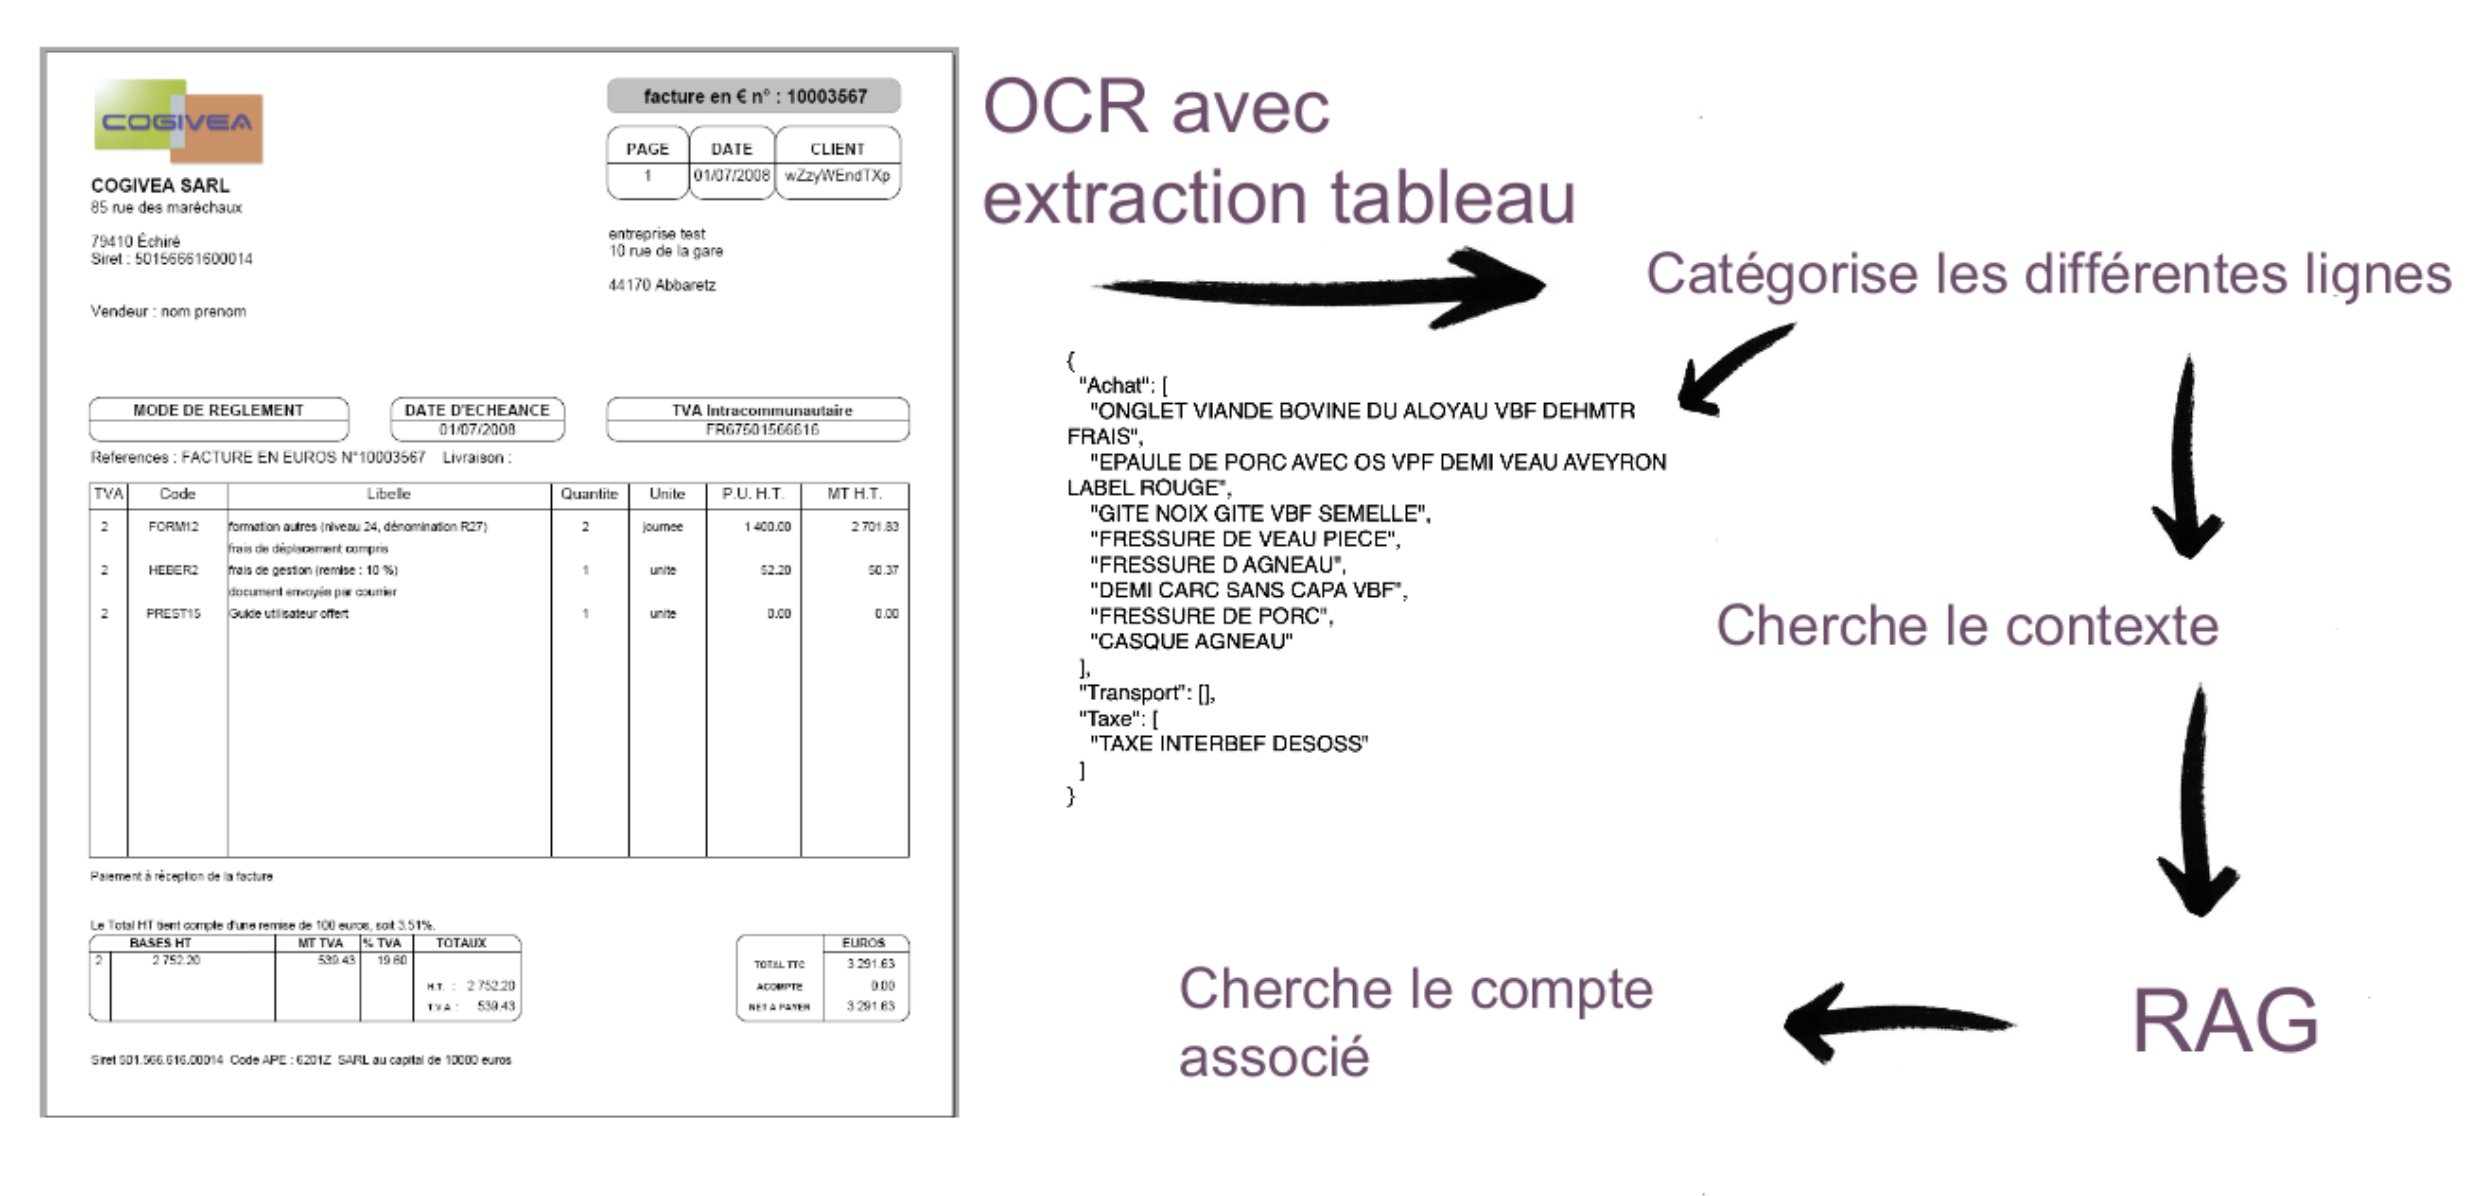 COGIVEA
facture en € n° : 10003567
PAGE DATE CLIENT
1 01/07/2008 wZzyWEndTXp
COGIVEA SARL
85 rue des maréchaux
79410 Échiré
Siret : 50156661600014
entreprise test
10 rue de la gare
44170 Abbaretz
Vendeur : nom prenom
MODE DE REGLEMENT
DATE D'ECHEANCE
01/07/2008
TVA Intracommunautaire
FR67501566616
References : FACTURE EN EUROS N°10003567 Livraison :
TVA Code Libelle Quantite Unite P.U. H.T. MT H.T.
2 FORM12 formation autres (niveau 24, dénomination R27) 2 journee 1 400.00 2 701.83
frais de déplacement compris
2 HEBER2 frais de gestion (remise : 10 %) 1 unite 52.20 50.37
document envoyés par courrier
2 PREST15 Guide utilisateur offert 1 unite 0.00 0.00
Paiement à réception de la facture
Le Total HT tient compte d'une remise de 100 euros, soit 3.51%.
BASES HT MT TVA % TVA TOTAUX
2 2 752.20 539.43 19.60
H.T. : 2 752.20
T.V.A. : 539.43
EUROS
TOTAL TTC 3 291.63
ACOMPTE 0.00
NET A PAYER 3 291.63
Siret 501.566.616.00014 Code APE : 6201Z SARL au capital de 10000 euros
OCR avec
extraction tableau
Catégorise les différentes lignes
{
"Achat": [
"ONGLET VIANDE BOVINE DU ALOYAU VBF DEHMTR
FRAIS",
"EPAULE DE PORC AVEC OS VPF DEMI VEAU AVEYRON
LABEL ROUGE",
"GITE NOIX GITE VBF SEMELLE",
"FRESSURE DE VEAU PIECE",
"FRESSURE D AGNEAU",
"DEMI CARC SANS CAPA VBF",
"FRESSURE DE PORC",
"CASQUE AGNEAU"
],
"Transport": [],
"Taxe": [
"TAXE INTERBEF DESOSS"
]
}
Cherche le contexte
RAG
Cherche le compte
associé